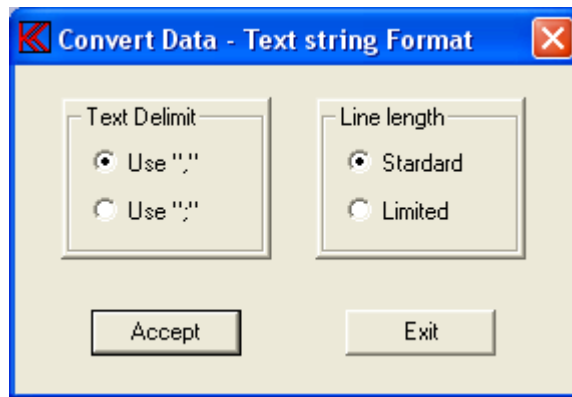 Convert Data - Text string Format
Text Delimit
Use ","
Use ";"
Line length
Stardard
Limited
Accept
Exit